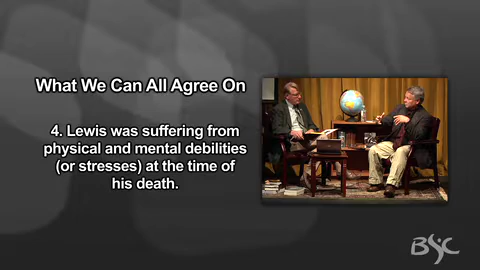 What We Can All Agree On
4. Lewis was suffering from
physical and mental debilities
(or stresses) at the time of
his death.
BSC